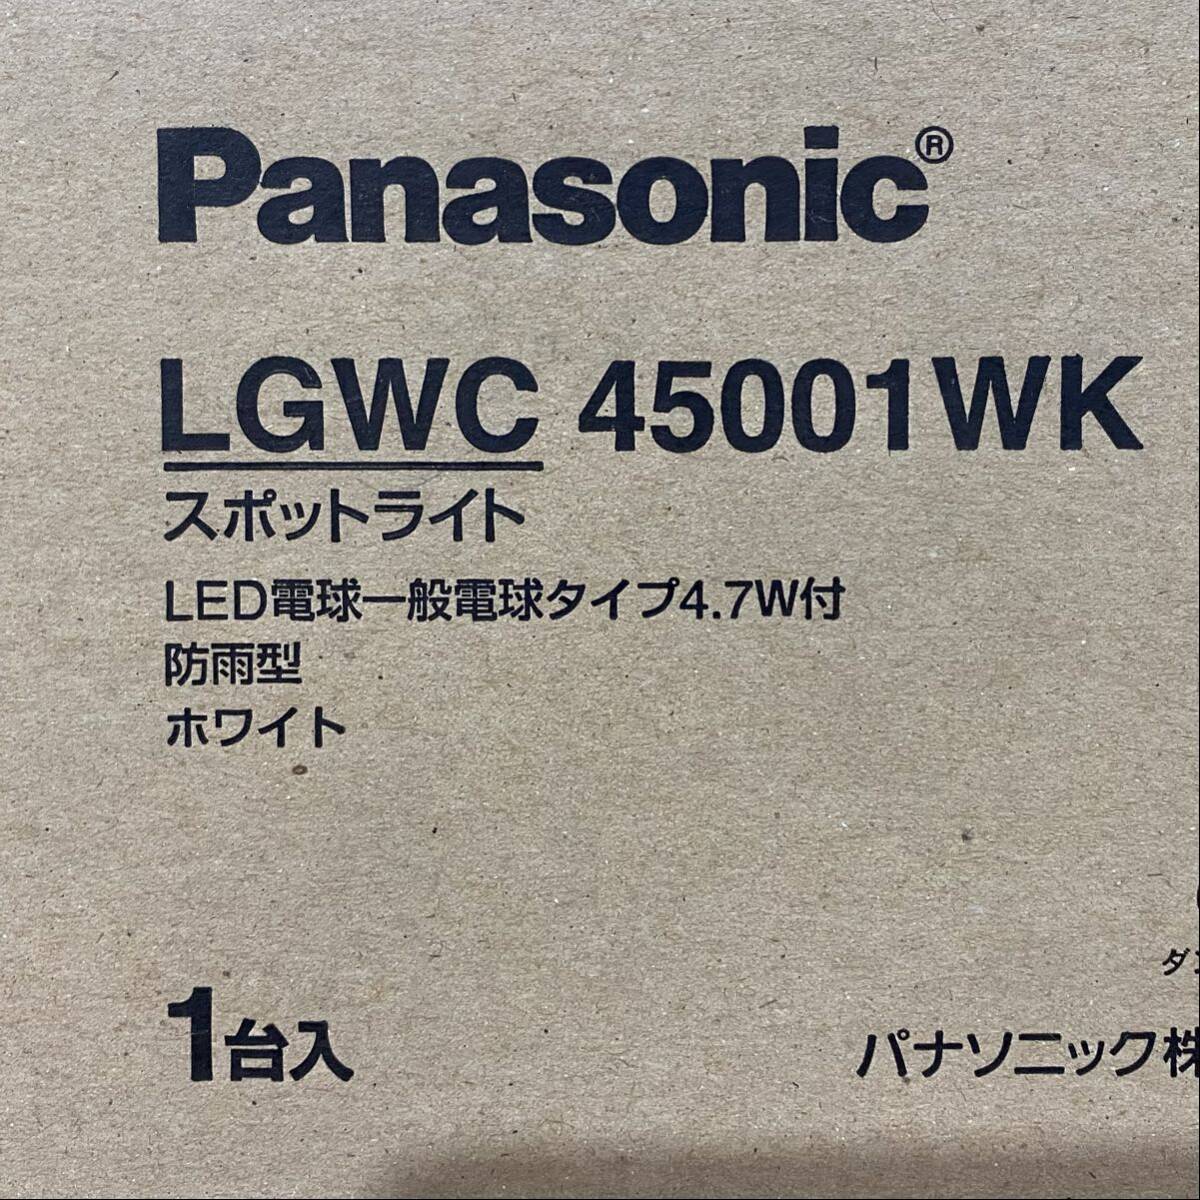 Panasonic®
LGWC 45001WK
スポットライト
LED電球一般電球タイプ4.7W付
防雨型
ホワイト
1台入
パナソニック株